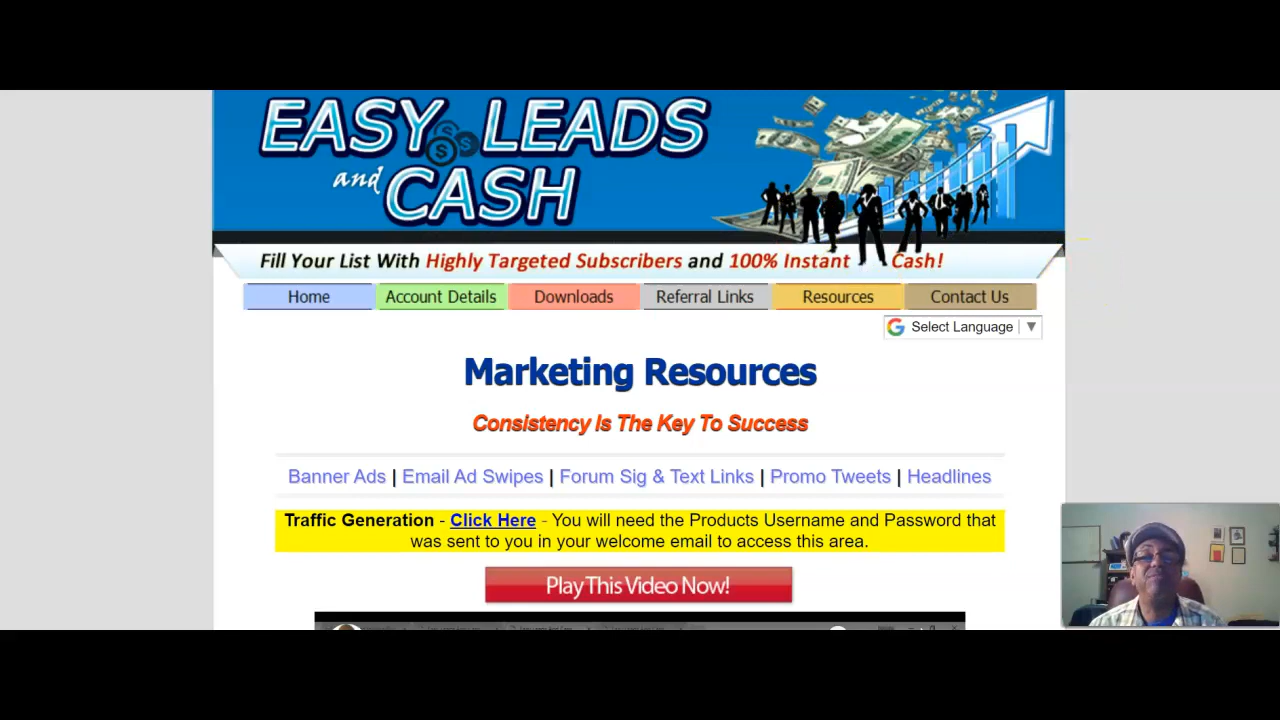 EASY LEADS
and CASH
Fill Your List With Highly Targeted Subscribers and 100% Instant Cash!
Home Account Details Downloads Referral Links Resources Contact Us
Select Language ▼
Marketing Resources
Consistency Is The Key To Success
Banner Ads | Email Ad Swipes | Forum Sig & Text Links | Promo Tweets | Headlines
Traffic Generation - Click Here - You will need the Products Username and Password that
was sent to you in your welcome email to access this area.
Play This Video Now!